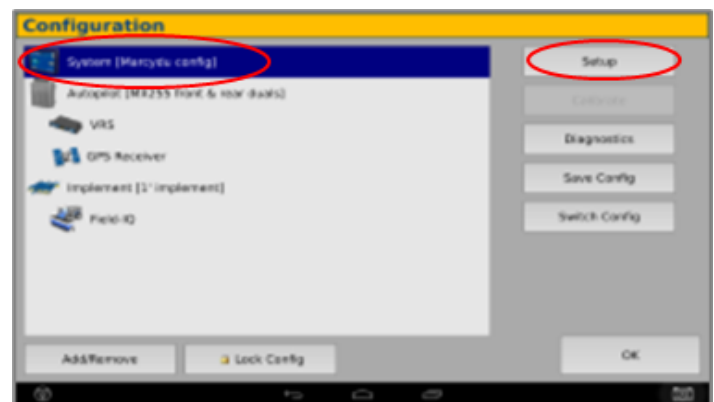 Configuration
System [Marcydu config]
Setup
Autopilot [MX255 front & rear duals]
Calibrate
VRS
Diagnostics
GPS Receiver
Save Config
Implement [1' implement]
Field-IQ
Switch Config
Add/Remove
Lock Config
OK